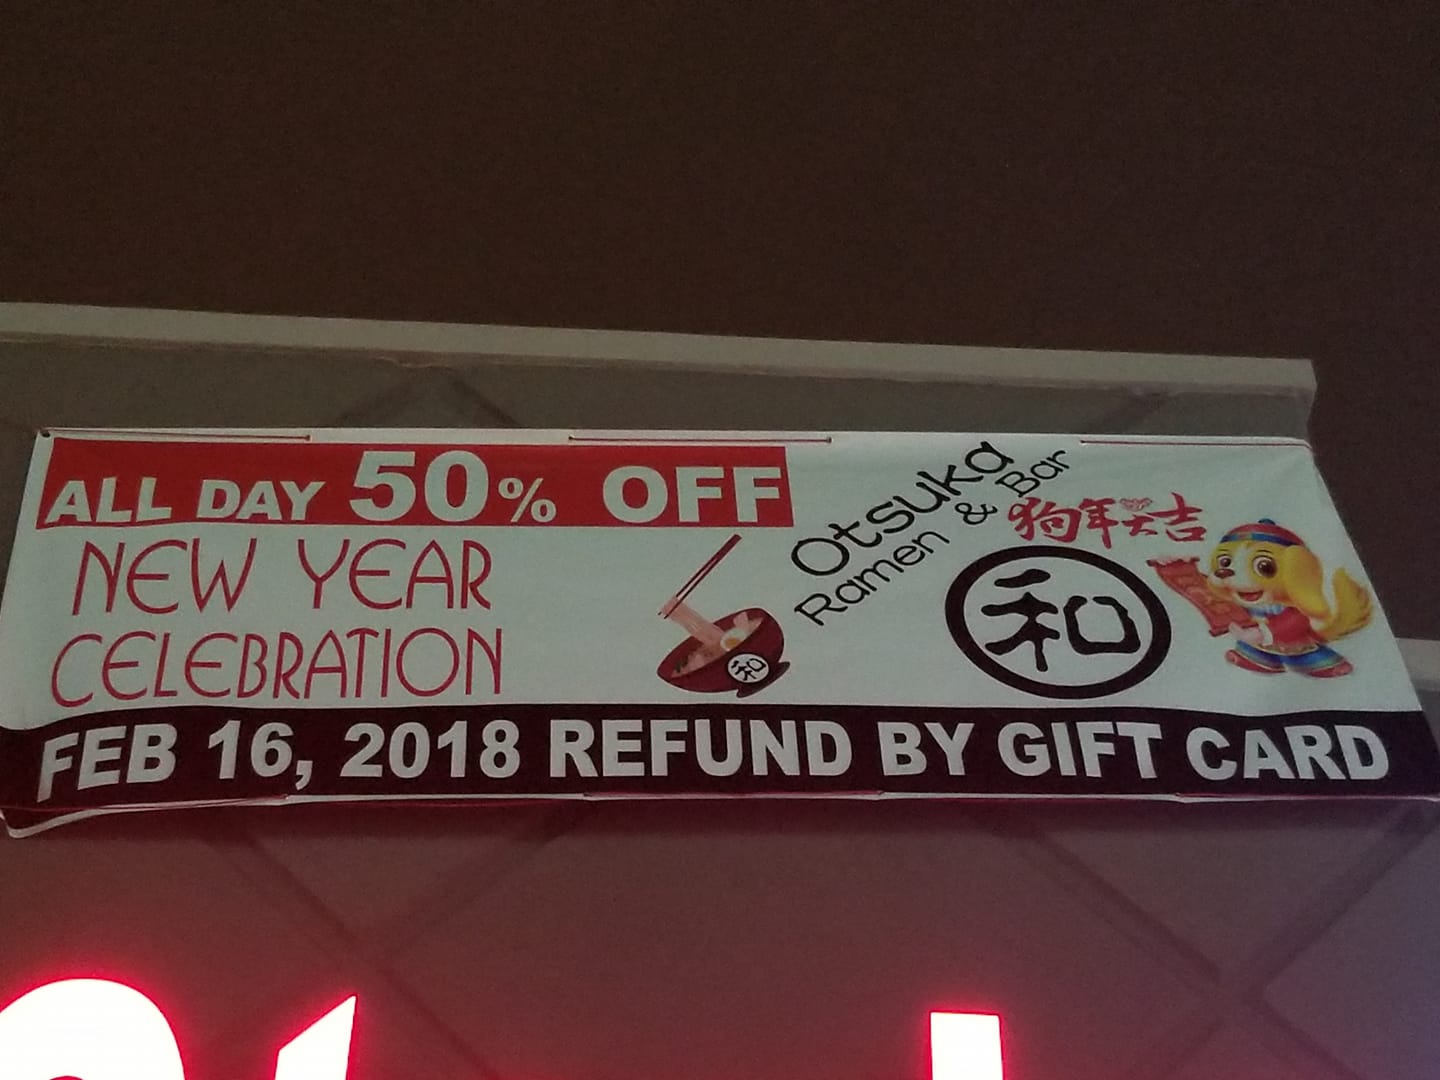 ALL DAY 50% OFF
NEW YEAR
CELEBRATION
Otsuka
Ramen & Bar
狗年大吉
和
和
FEB 16, 2018 REFUND BY GIFT CARD